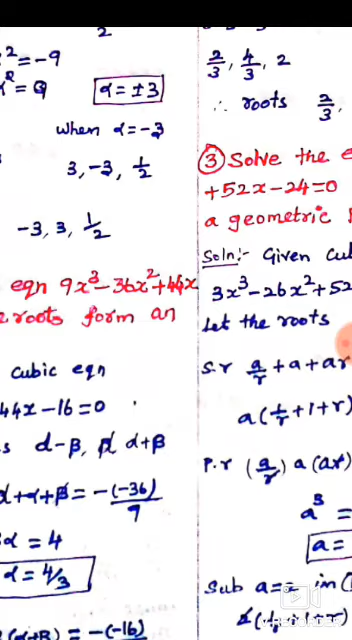 2
² = -9
² = 9
α = ±3
when α = -3
3, -3, 1/2
-3, 3, 1/2
eqn 9x³-36x²+44x
roots form an
cubic eqn
44x-16=0
α-β, α, α+β
+α+β = -(-36)/9
α = 4
α = 4/3
= -(-16)
2/3, 4/3, 2
∴ roots 2/3,
③ Solve the e
+52x-24=0
a geometric
Soln:- Given cub
3x³-26x²+52
Let the roots
S.r a/r + a + ar
a(1/r+1+r)
P.r (a/r) a (ar)
a³ =
a =
Sub a=2 in (